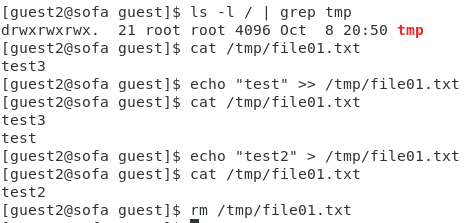 [guest2@sofa guest]$ ls -l / | grep tmp
drwxrwxrwx.  21 root root 4096 Oct  8 20:50 tmp
[guest2@sofa guest]$ cat /tmp/file01.txt
test3
[guest2@sofa guest]$ echo "test" >> /tmp/file01.txt
[guest2@sofa guest]$ cat /tmp/file01.txt
test3
test
[guest2@sofa guest]$ echo "test2" > /tmp/file01.txt
[guest2@sofa guest]$ cat /tmp/file01.txt
test2
[guest2@sofa guest]$ rm /tmp/file01.txt